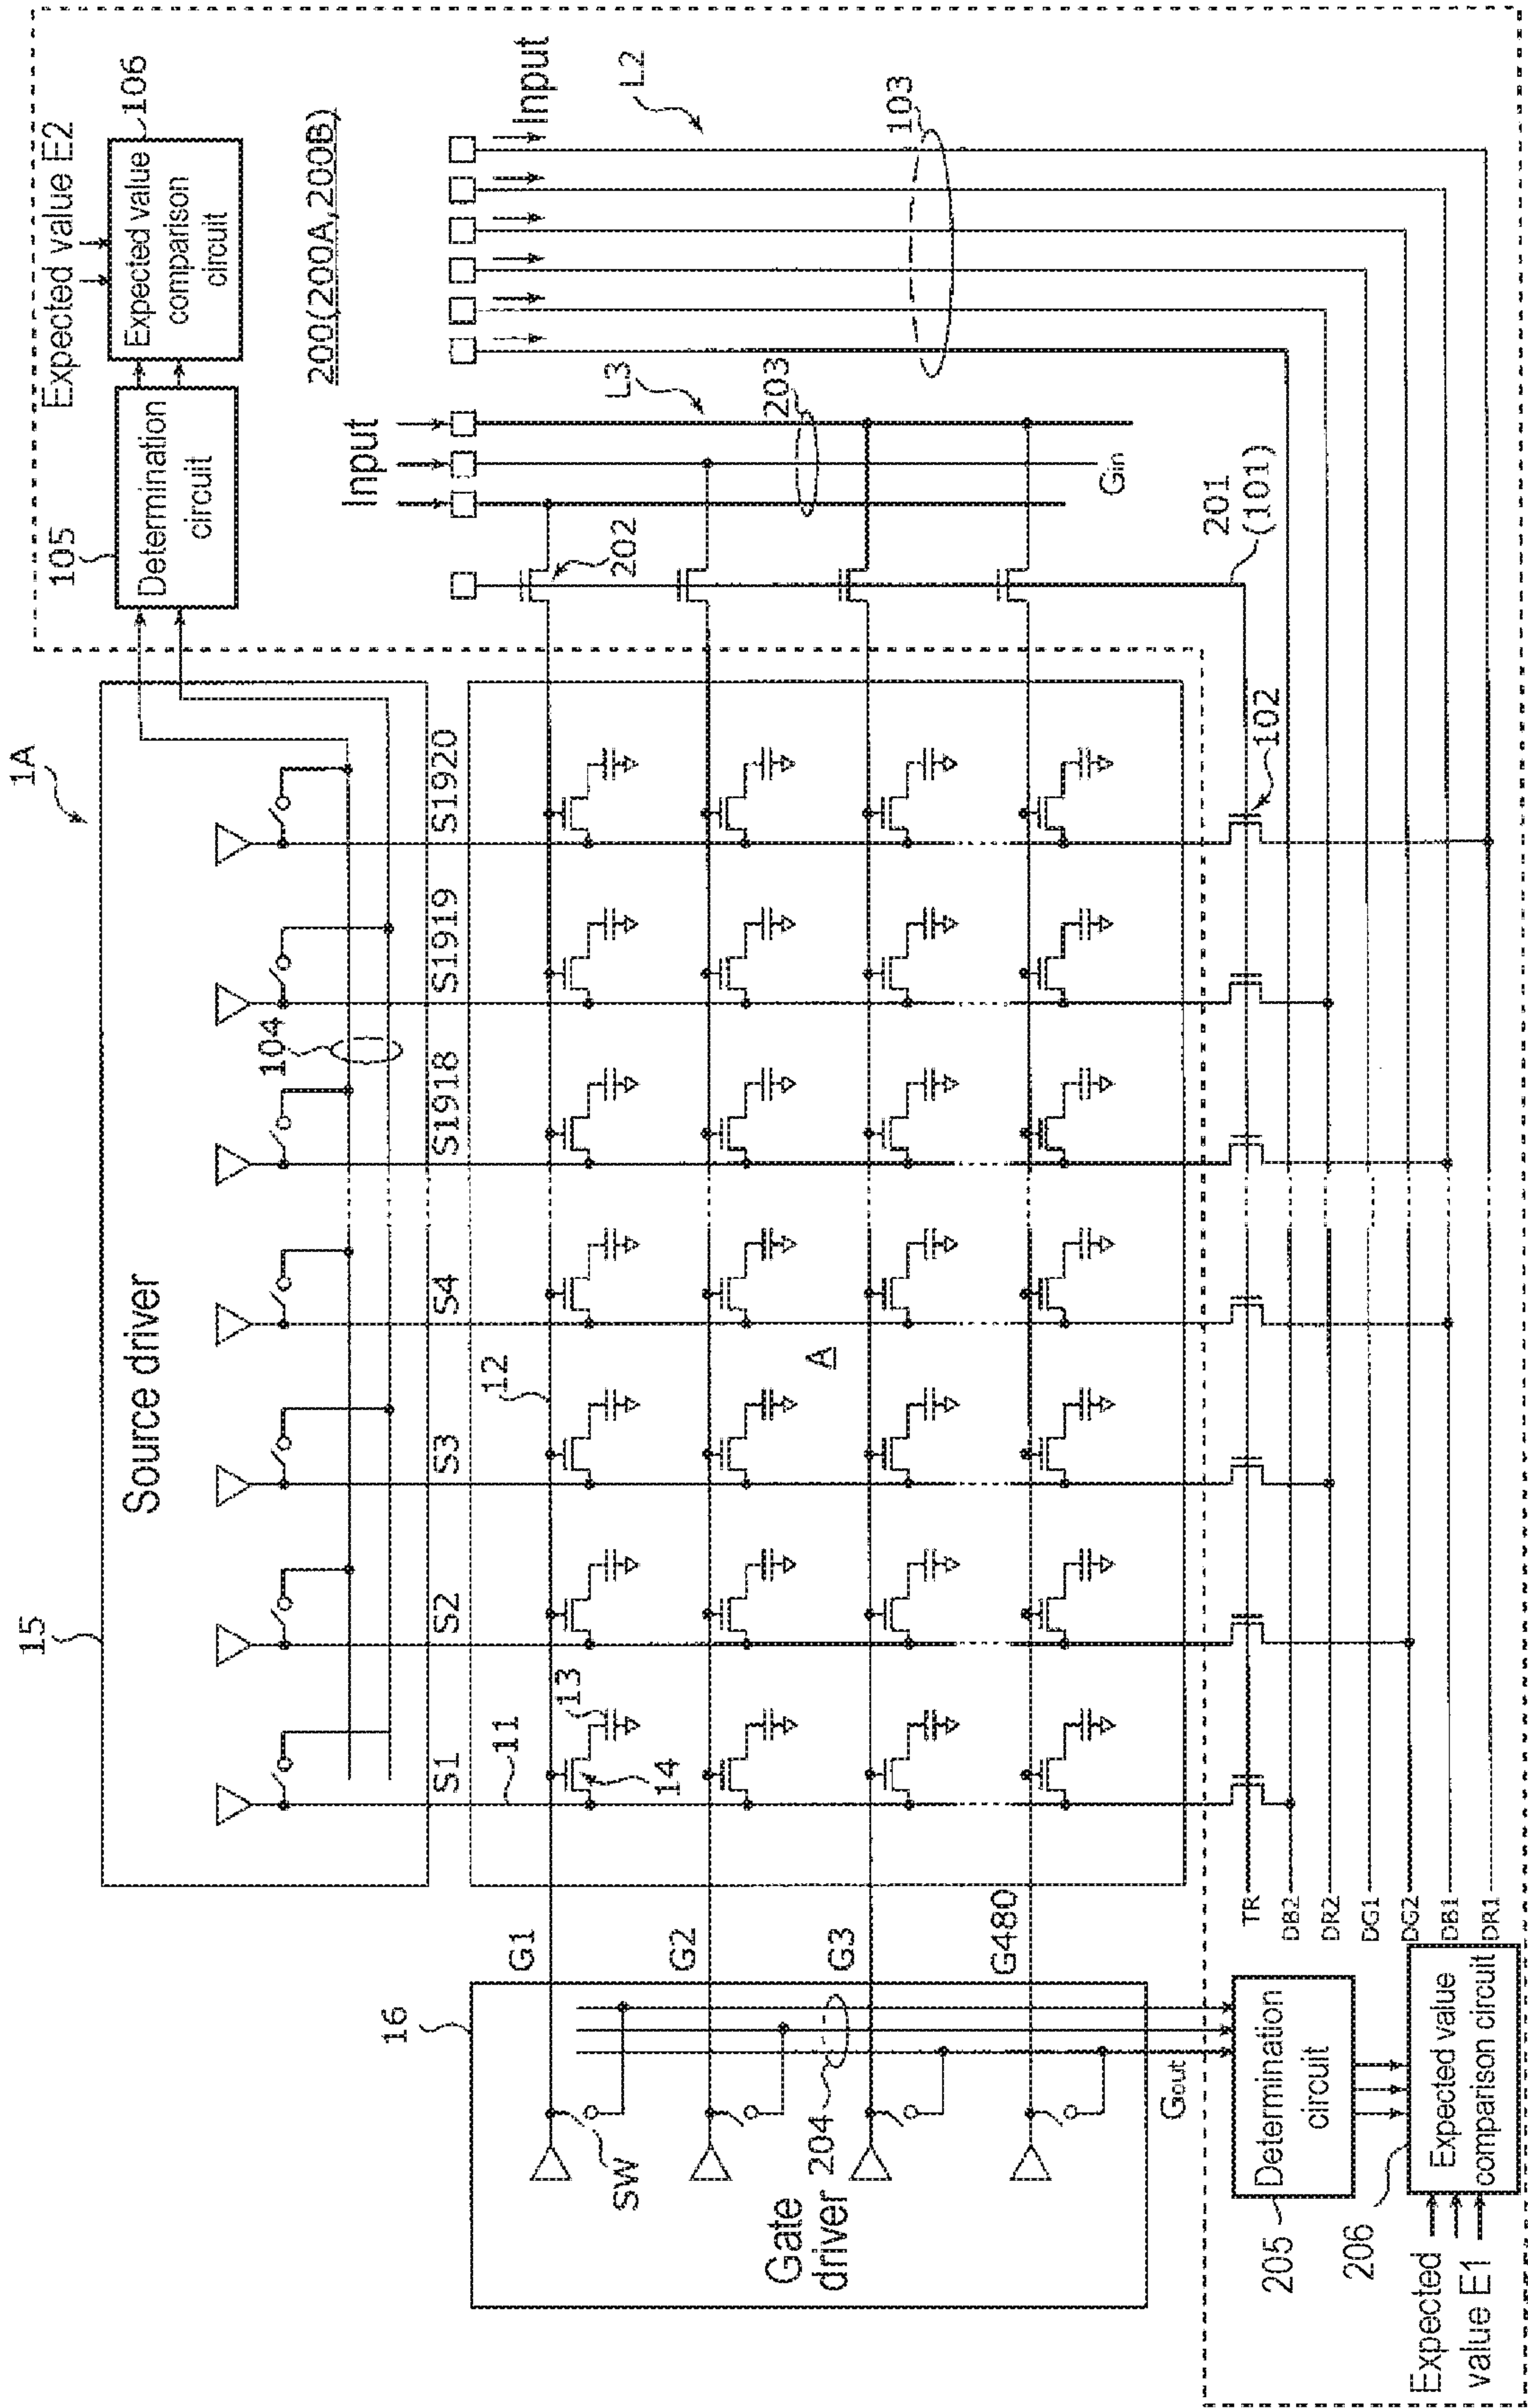 1A
15
Source driver
104
105
Determination
circuit
Expected value E2
Expected value
comparison
circuit
106
200(200A,200B)
S1
S2
S3
S4
S1918
S1919
S1920
Input
Input
L3
L2
203
103
Gin
202
201
(101)
102
16
G1
G2
G3
G480
SW
Gate
driver
204
Gout
11
12
13
14
A
TR
DB2
DR2
DG1
DG2
DB1
DR1
Determination
circuit
205
206
Expected value
comparison circuit
Expected
value E1